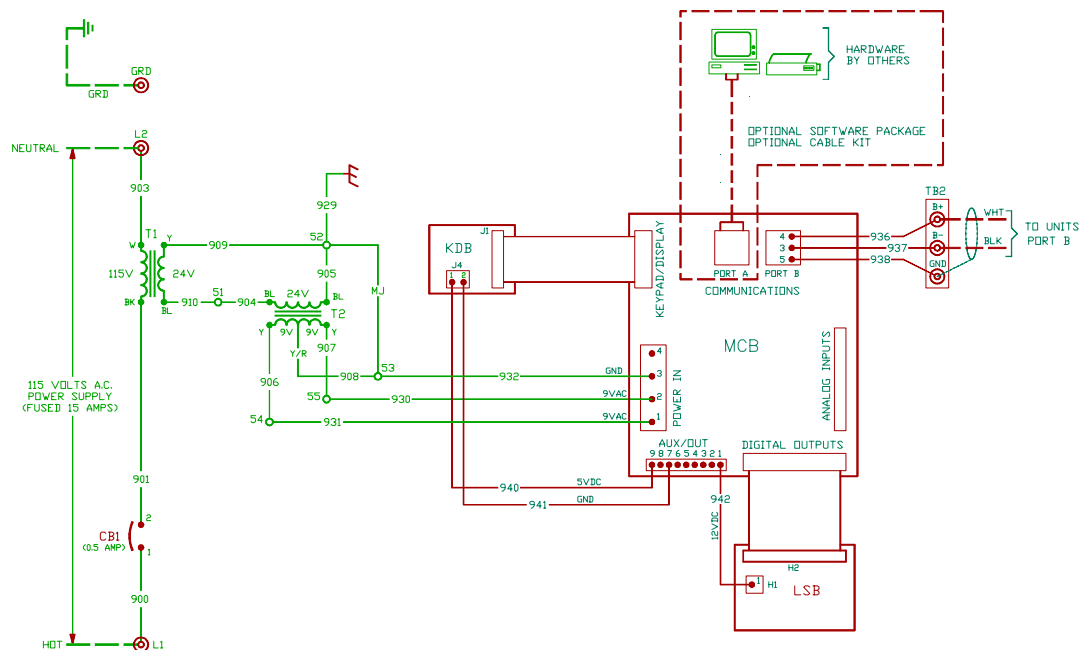 GRD
GRD
L2
NEUTRAL
903
T1
W
Y
115V
24V
BK
BL
909
910
51
904
929
52
905
BL
24V
BL
T2
Y
9V
9V
Y
Y/R
907
MJ
906
908
53
932
GND
55
930
9VAC
54
931
9VAC
115 VOLTS A.C.
POWER SUPPLY
(FUSED 15 AMPS)
901
2
CB1
(0.5 AMP)
1
900
HOT
L1
HARDWARE
BY OTHERS
OPTIONAL SOFTWARE PACKAGE
OPTIONAL CABLE KIT
KDB
J1
J4
1 2
KEYPAD/DISPLAY
PORT A
4
3
5
PORT B
COMMUNICATIONS
936
937
938
TB2
B+
B-
GND
WHT
BLK
TO UNITS
PORT B
MCB
4
3
2
1
POWER IN
ANALOG INPUTS
AUX/OUT
9 8 7 6 5 4 3 2 1
DIGITAL OUTPUTS
940
5VDC
941
GND
942
12VDC
H2
1
H1
LSB